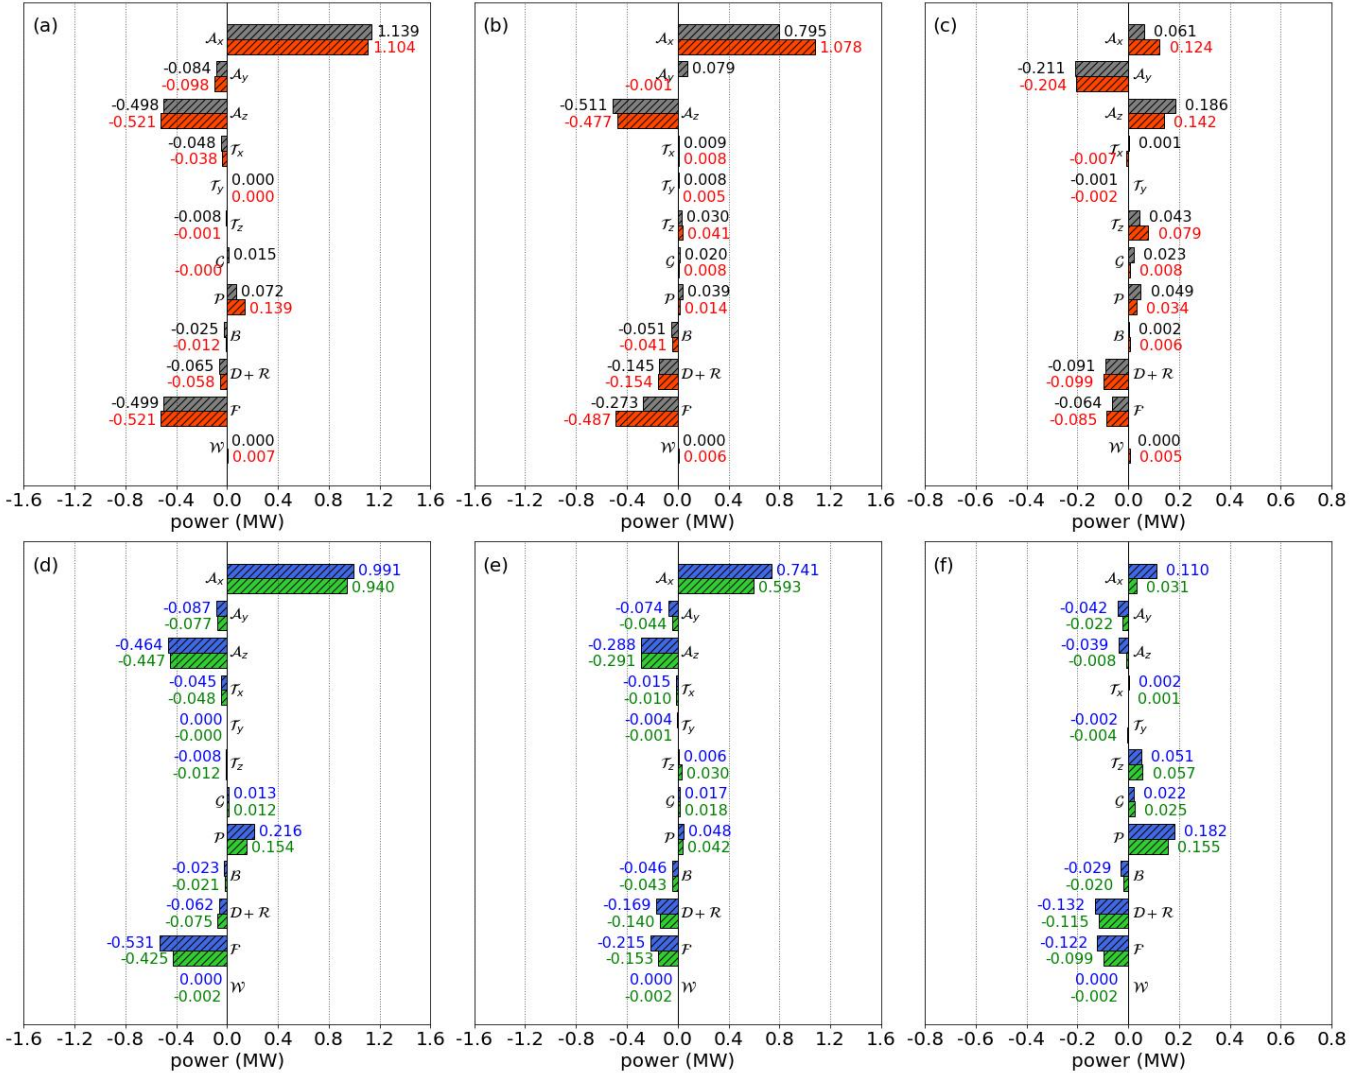 (a)
𝒜x 1.139
1.104
-0.084 𝒜y
-0.098
-0.498 𝒜z
-0.521
-0.048 𝒯x
-0.038
𝒯y 0.000
0.000
-0.008 𝒯z
-0.001
𝒢 0.015
-0.000
𝒫 0.072
0.139
-0.025 ℬ
-0.012
-0.065 𝒟+ℛ
-0.058
-0.499 ℱ
-0.521
𝒲 0.000
0.007
-1.6 -1.2 -0.8 -0.4 0.0 0.4 0.8 1.2 1.6
power (MW)
(b)
𝒜x 0.795
1.078
𝒜y 0.079
-0.001
-0.511 𝒜z
-0.477
𝒯x 0.009
0.008
𝒯y 0.008
0.005
𝒯z 0.030
0.041
𝒢 0.020
0.008
𝒫 0.039
0.014
-0.051 ℬ
-0.041
-0.145 𝒟+ℛ
-0.154
-0.273 ℱ
-0.487
𝒲 0.000
0.006
-1.6 -1.2 -0.8 -0.4 0.0 0.4 0.8 1.2 1.6
power (MW)
(c)
𝒜x 0.061
0.124
-0.211 𝒜y
-0.204
𝒜z 0.186
0.142
𝒯x 0.001
-0.007
-0.001 𝒯y
-0.002
𝒯z 0.043
0.079
𝒢 0.023
0.008
𝒫 0.049
0.034
ℬ 0.002
0.006
-0.091 𝒟+ℛ
-0.099
-0.064 ℱ
-0.085
𝒲 0.000
0.005
-0.8 -0.6 -0.4 -0.2 0.0 0.2 0.4 0.6 0.8
power (MW)
(d)
𝒜x 0.991
0.940
-0.087 𝒜y
-0.077
-0.464 𝒜z
-0.447
-0.045 𝒯x
-0.048
0.000 𝒯y
-0.000
-0.008 𝒯z
-0.012
𝒢 0.013
0.012
𝒫 0.216
0.154
-0.023 ℬ
-0.021
-0.062 𝒟+ℛ
-0.075
-0.531 ℱ
-0.425
0.000 𝒲
-0.002
-1.6 -1.2 -0.8 -0.4 0.0 0.4 0.8 1.2 1.6
power (MW)
(e)
𝒜x 0.741
0.593
-0.074 𝒜y
-0.044
-0.288 𝒜z
-0.291
-0.015 𝒯x
-0.010
-0.004 𝒯y
-0.001
𝒯z 0.006
0.030
𝒢 0.017
0.018
𝒫 0.048
0.042
-0.046 ℬ
-0.043
-0.169 𝒟+ℛ
-0.140
-0.215 ℱ
-0.153
0.000 𝒲
-0.002
-1.6 -1.2 -0.8 -0.4 0.0 0.4 0.8 1.2 1.6
power (MW)
(f)
𝒜x 0.110
0.031
-0.042 𝒜y
-0.022
-0.039 𝒜z
-0.008
𝒯x 0.002
0.001
-0.002 𝒯y
-0.004
𝒯z 0.051
0.057
𝒢 0.022
0.025
𝒫 0.182
0.155
-0.029 ℬ
-0.020
-0.132 𝒟+ℛ
-0.115
-0.122 ℱ
-0.099
0.000 𝒲
-0.002
-0.8 -0.6 -0.4 -0.2 0.0 0.2 0.4 0.6 0.8
power (MW)